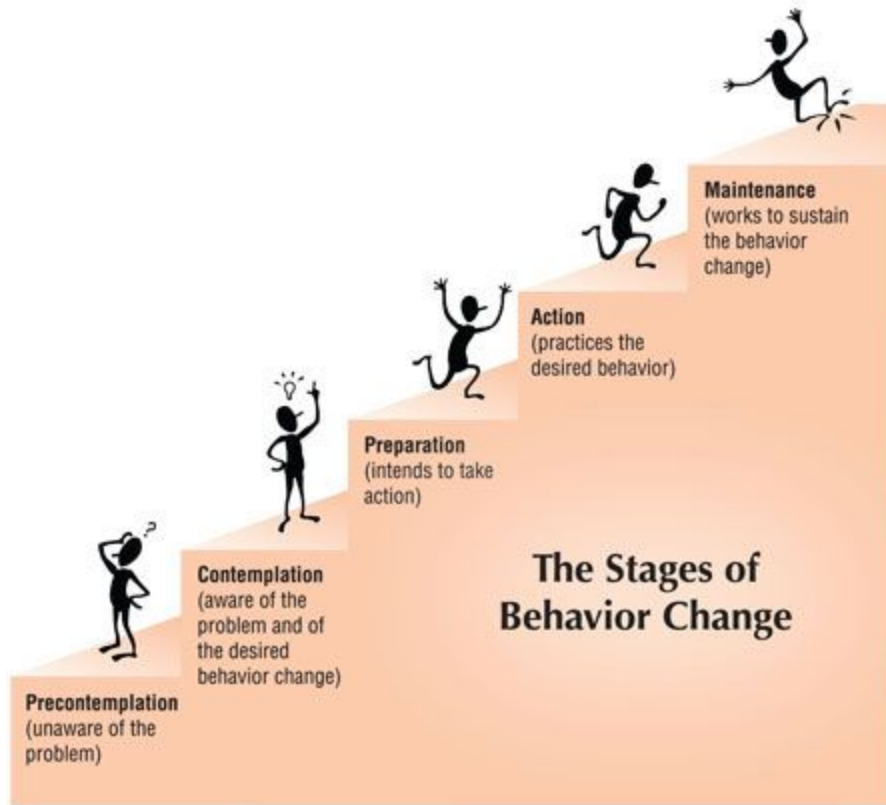 Maintenance
(works to sustain
the behavior
change)
Action
(practices the
desired behavior)
Preparation
(intends to take
action)
?
Contemplation
(aware of the
problem and of
the desired
behavior change)
Precontemplation
(unaware of the
problem)
The Stages of
Behavior Change